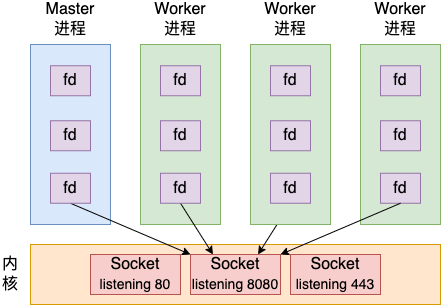 Master
进程
Worker
进程
Worker
进程
Worker
进程
fd
fd
fd
fd
fd
fd
fd
fd
fd
fd
fd
fd
内
核
Socket
listening 80
Socket
listening 8080
Socket
listening 443